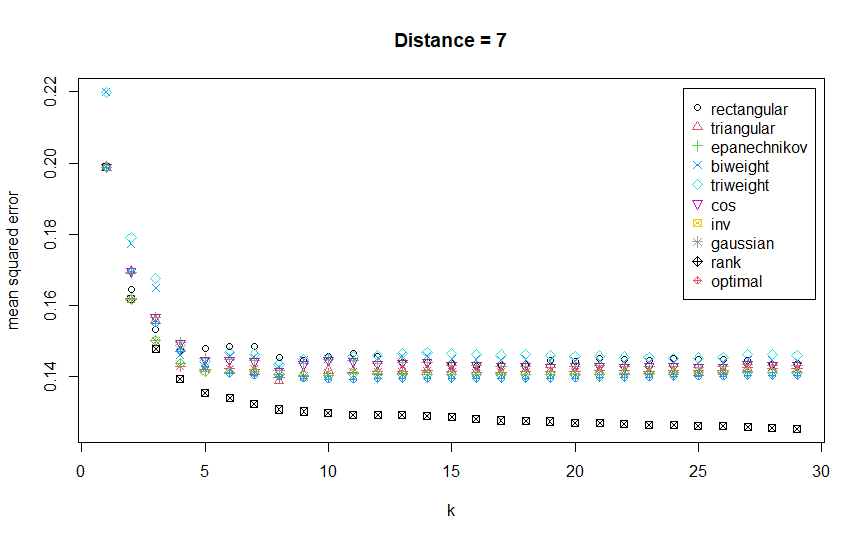 Distance = 7
mean squared error
0.22
0.20
0.18
0.16
0.14
rectangular
triangular
epanechnikov
biweight
triweight
cos
inv
gaussian
rank
optimal
0 5 10 15 20 25 30
k